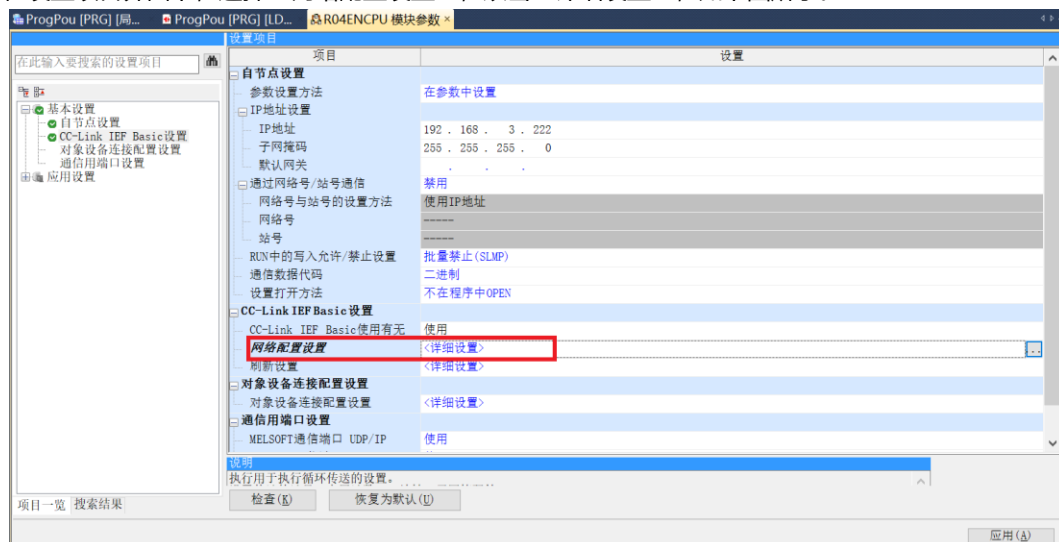 ProgPou [PRG] [局... ProgPou [PRG] [LD... R04ENCPU 模块参数 ×
设置项目
在此输入要搜索的设置项目
基本设置
自节点设置
CC-Link IEF Basic设置
对象设备连接配置设置
通信用端口设置
应用设置
项目一览 搜索结果
项目 设置
自节点设置
参数设置方法 在参数中设置
IP地址设置
IP地址 192 . 168 . 3 . 222
子网掩码 255 . 255 . 255 . 0
默认网关 . . .
通过网络号/站号通信 禁用
网络号与站号的设置方法 使用IP地址
网络号 -----
站号 -----
RUN中的写入允许/禁止设置 批量禁止(SLMP)
通信数据代码 二进制
设置打开方法 不在程序中OPEN
CC-Link IEF Basic 设置
CC-Link IEF Basic使用有无 使用
网络配置设置 <详细设置>
刷新设置 <详细设置>
对象设备连接配置设置
对象设备连接配置设置 <详细设置>
通信用端口设置
MELSOFT通信端口 UDP/IP 使用
说明
执行用于执行循环传送的设置。
检查(K) 恢复为默认(U)
应用(A)